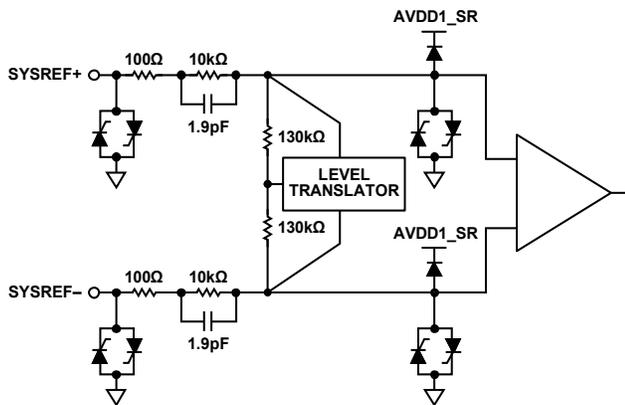 AVDD1_SR
100Ω 10kΩ
SYSREF+
1.9pF
130kΩ
LEVEL
TRANSLATOR
130kΩ
AVDD1_SR
100Ω 10kΩ
SYSREF–
1.9pF